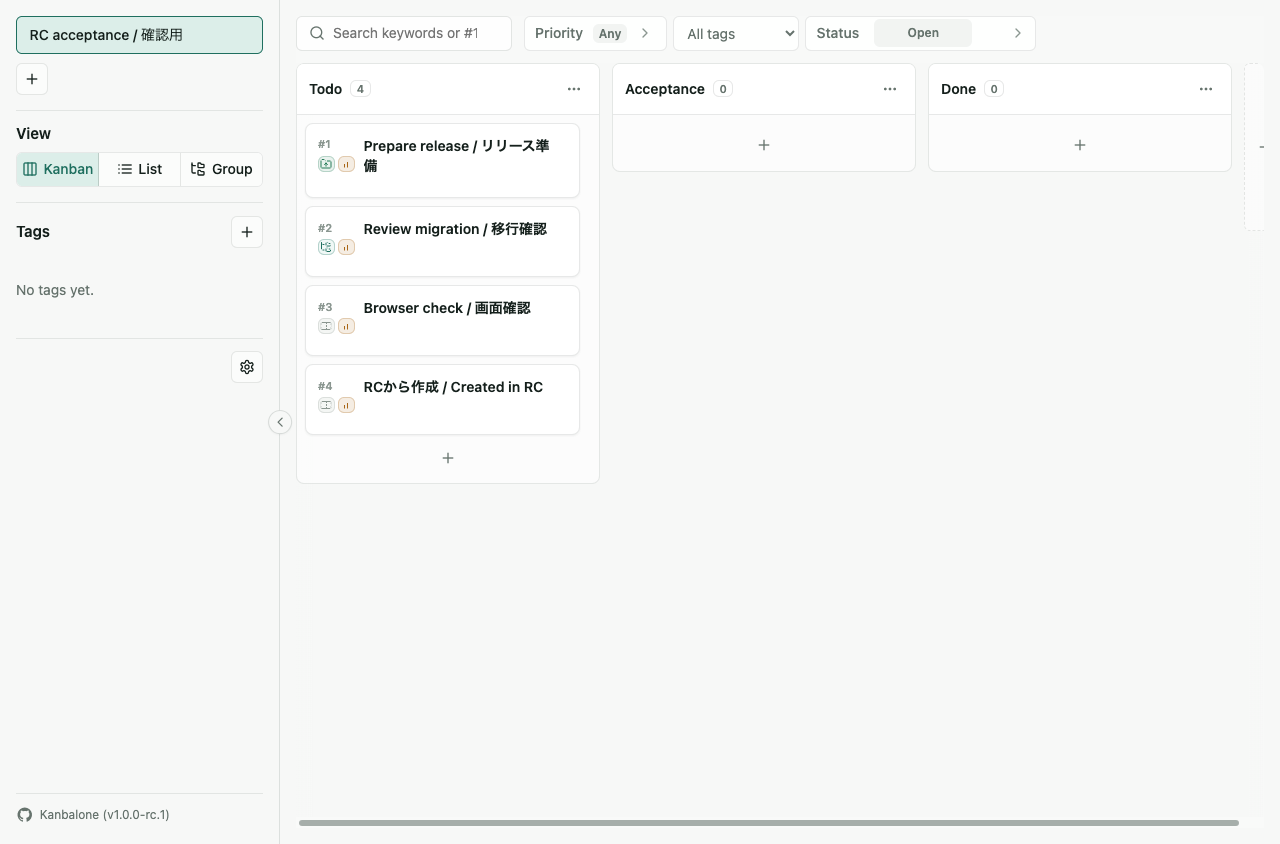 RC acceptance / 確認用
View
Kanban
List
Group
Tags
No tags yet.
Kanbalone (v1.0.0-rc.1)
Search keywords or #1
Priority
Any
All tags
Status
Open
Todo
4
#1
Prepare release / リリース準
備
#2
Review migration / 移行確認
#3
Browser check / 画面確認
#4
RCから作成 / Created in RC
Acceptance
0
Done
0